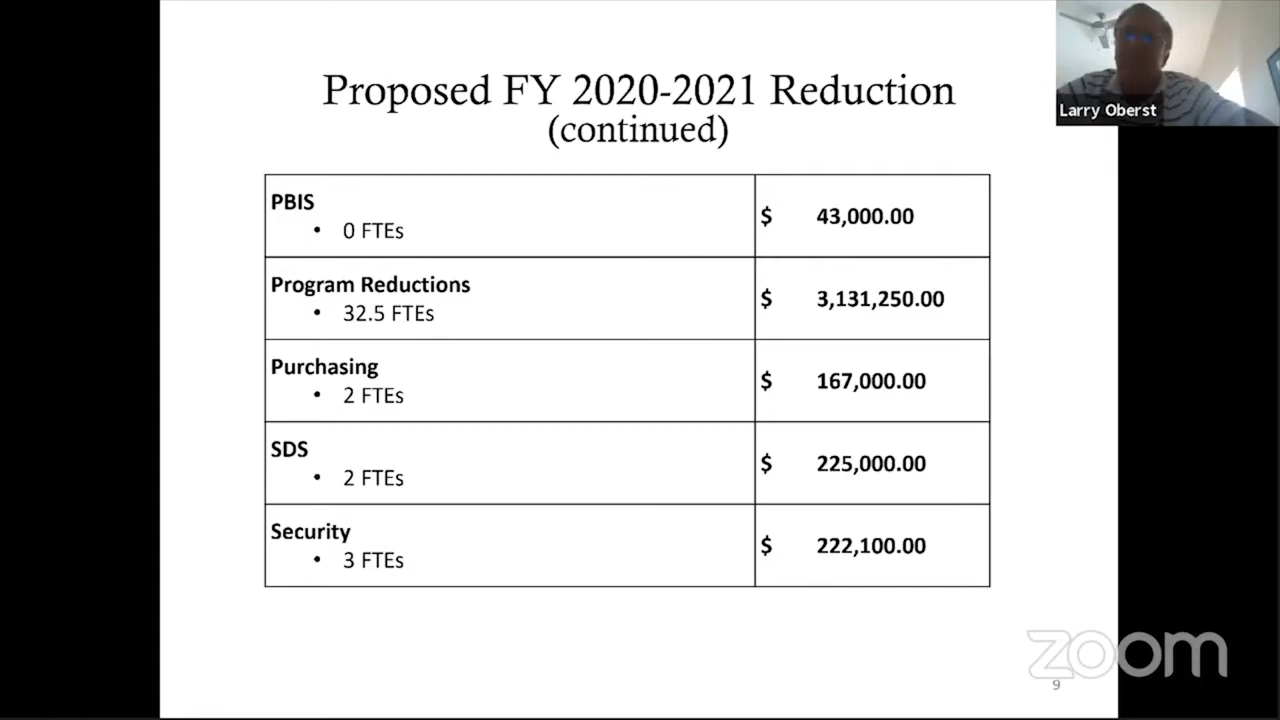 Proposed FY 2020-2021 Reduction
(continued)
Larry Oberst
PBIS
• 0 FTEs
$ 43,000.00
Program Reductions
• 32.5 FTEs
$ 3,131,250.00
Purchasing
• 2 FTEs
$ 167,000.00
SDS
• 2 FTEs
$ 225,000.00
Security
• 3 FTEs
$ 222,100.00
zoom
9